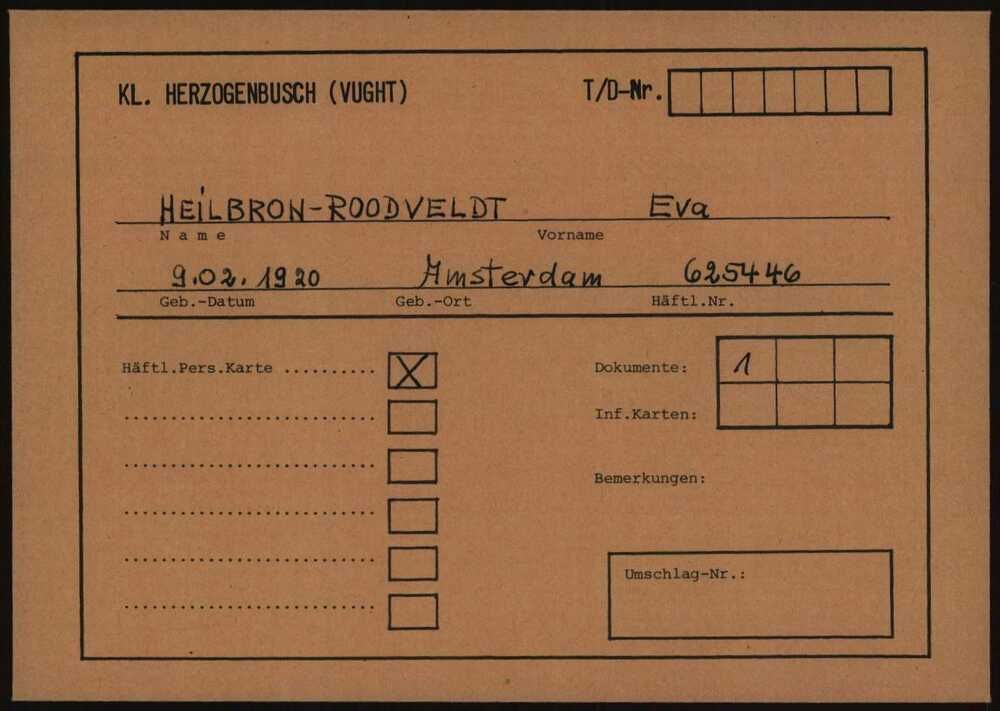 KL. HERZOGENBUSCH (VUGHT) T/D-Nr.
HEILBRON-ROODVELDT Eva
Name Vorname
9.02.1920 Amsterdam 625446
Geb.-Datum Geb.-Ort Häftl.Nr.
Häftl.Pers.Karte .......... X Dokumente: 1
Inf.Karten:
Bemerkungen:
Umschlag-Nr.: